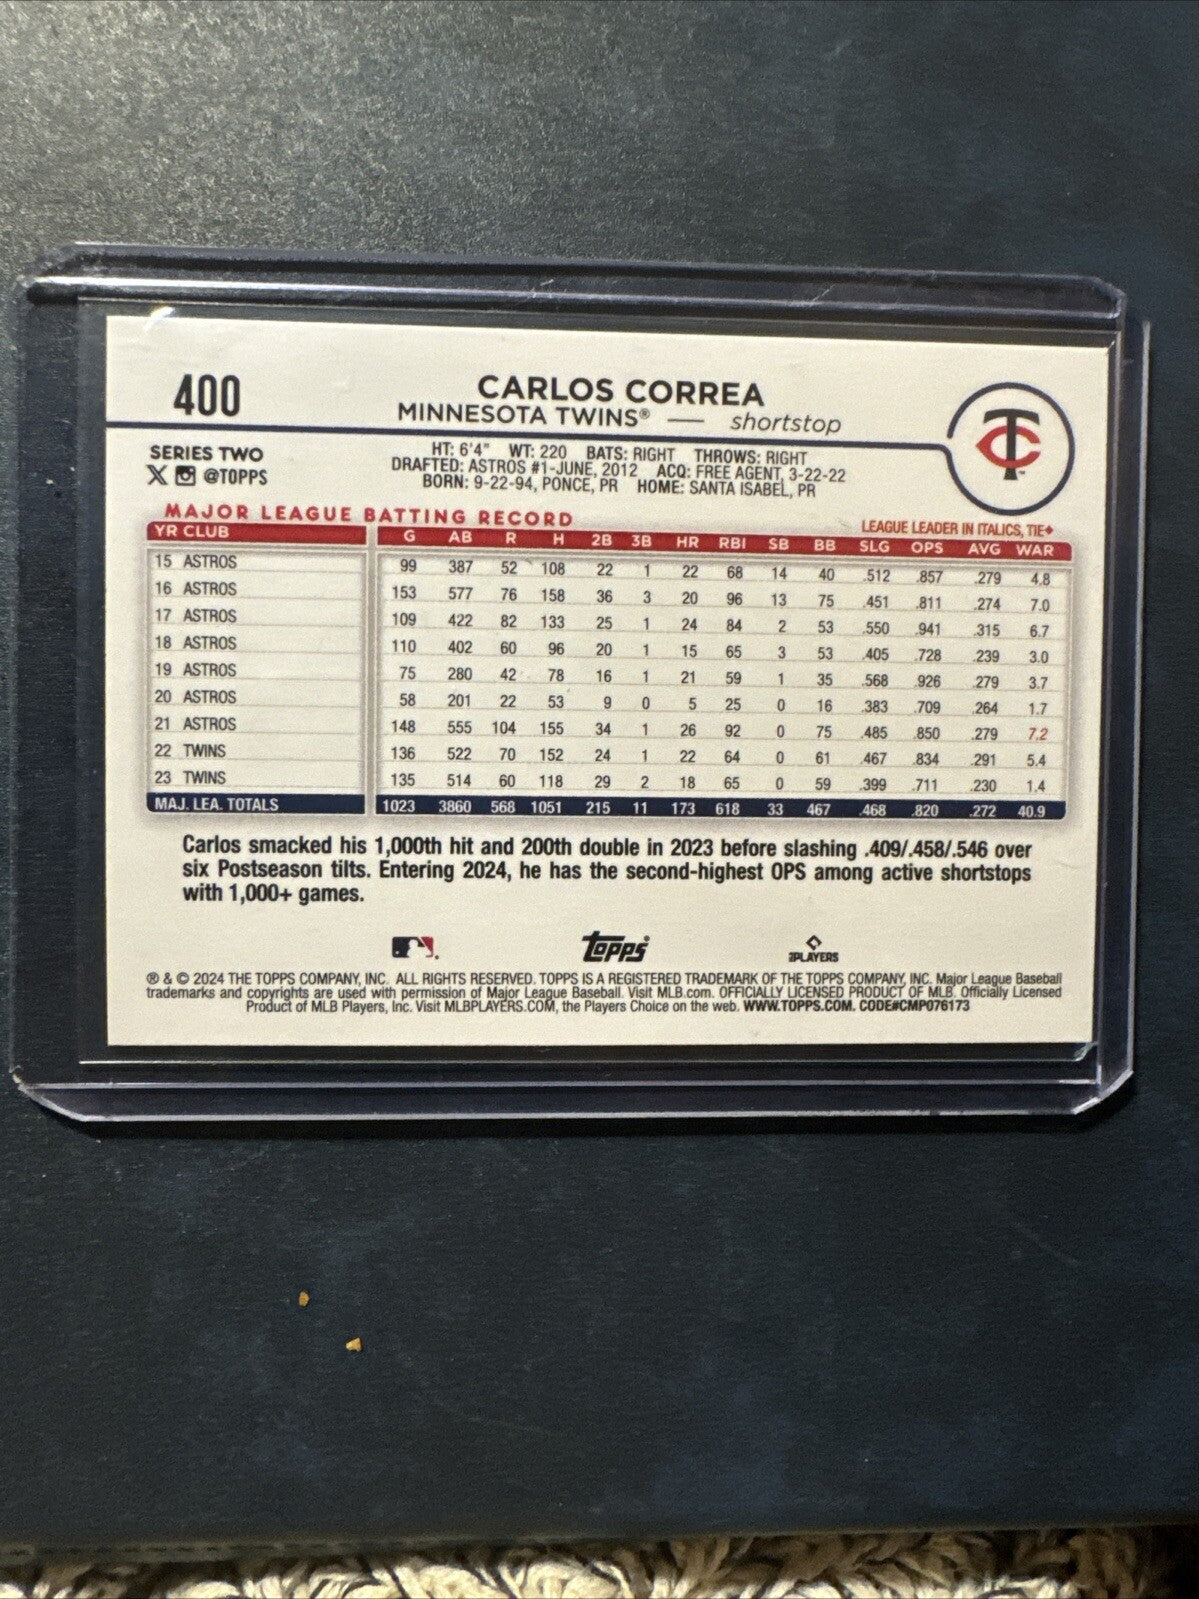 400
CARLOS CORREA
MINNESOTA TWINS® — shortstop
TC
SERIES TWO
X @TOPPS
HT: 6'4" WT: 220 BATS: RIGHT THROWS: RIGHT
DRAFTED: ASTROS #1-JUNE, 2012 ACQ: FREE AGENT, 3-22-22
BORN: 9-22-94, PONCE, PR HOME: SANTA ISABEL, PR
MAJOR LEAGUE BATTING RECORD
LEAGUE LEADER IN ITALICS, TIE♦
YR CLUB G AB R H 2B 3B HR RBI SB BB SLG OPS AVG WAR
15 ASTROS 99 387 52 108 22 1 22 68 14 40 .512 .857 .279 4.8
16 ASTROS 153 577 76 158 36 3 20 96 13 75 .451 .811 .274 7.0
17 ASTROS 109 422 82 133 25 1 24 84 2 53 .550 .941 .315 6.7
18 ASTROS 110 402 60 96 20 1 15 65 3 53 .405 .728 .239 3.0
19 ASTROS 75 280 42 78 16 1 21 59 1 35 .568 .926 .279 3.7
20 ASTROS 58 201 22 53 9 0 5 25 0 16 .383 .709 .264 1.7
21 ASTROS 148 555 104 155 34 1 26 92 0 75 .485 .850 .279 7.2
22 TWINS 136 522 70 152 24 1 22 64 0 61 .467 .834 .291 5.4
23 TWINS 135 514 60 118 29 2 18 65 0 59 .399 .711 .230 1.4
MAJ. LEA. TOTALS 1023 3860 568 1051 215 11 173 618 33 467 .468 .820 .272 40.9
Carlos smacked his 1,000th hit and 200th double in 2023 before slashing .409/.458/.546 over
six Postseason tilts. Entering 2024, he has the second-highest OPS among active shortstops
with 1,000+ games.
Topps®
PLAYERS
® & © 2024 THE TOPPS COMPANY, INC. ALL RIGHTS RESERVED. TOPPS IS A REGISTERED TRADEMARK OF THE TOPPS COMPANY, INC. Major League Baseball
trademarks and copyrights are used with permission of Major League Baseball. Visit MLB.com. OFFICIALLY LICENSED PRODUCT OF MLB. Officially Licensed
Product of MLB Players, Inc. Visit MLBPLAYERS.COM, the Players Choice on the web. WWW.TOPPS.COM. CODE#CMP076173